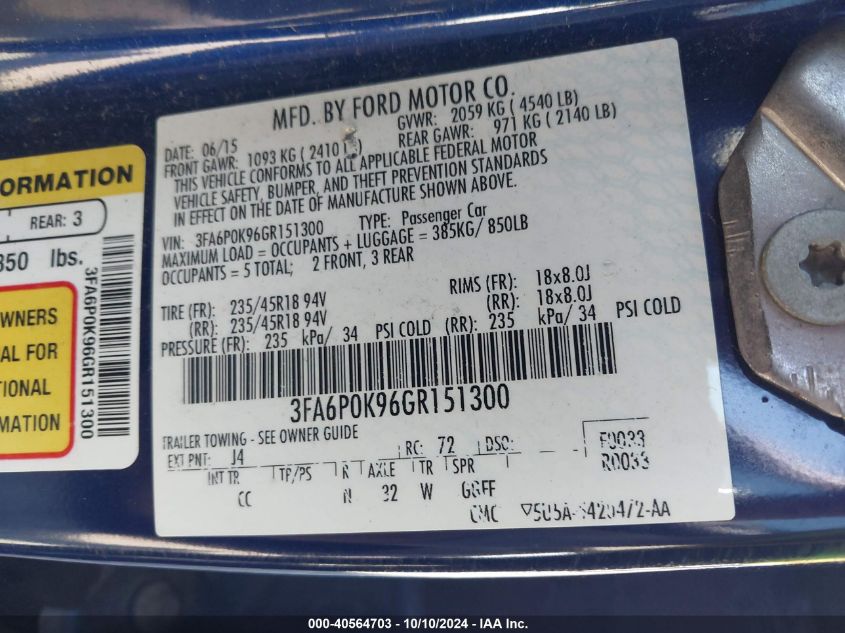 MFD. BY FORD MOTOR CO.
DATE: 06/15 GVWR: 2059 KG ( 4540 LB)
FRONT GAWR: 1093 KG ( 2410 REAR GAWR: 971 KG ( 2140 LB)
THIS VEHICLE CONFORMS TO ALL APPLICABLE FEDERAL MOTOR
VEHICLE SAFETY, BUMPER, AND THEFT PREVENTION STANDARDS
IN EFFECT ON THE DATE OF MANUFACTURE SHOWN ABOVE.
VIN: 3FA6P0K96GR151300 TYPE: Passenger Car
MAXIMUM LOAD = OCCUPANTS + LUGGAGE = 385KG/ 850LB
OCCUPANTS = 5 TOTAL; 2 FRONT, 3 REAR
TIRE (FR): 235/45R18 94V RIMS (FR): 18x8.0J
(RR): 235/45R18 94V (RR): 18x8.0J
PRESSURE (FR): 235 kPa/ 34 PSI COLD (RR): 235 kPa/ 34 PSI COLD
3FA6P0K96GR151300
TRAILER TOWING - SEE OWNER GUIDE
EXT PNT: J4 RC: 72 DSO: F0033
R0033
INT TR TP/PS R AXLE TR SPR
CC N 32 W GGFF
CMC
ORMATION
REAR: 3
850 lbs.
3FA6P0K96GR151300
OWNERS
AL FOR
TIONAL
MATION
000-40564703 - 10/10/2024 - IAA Inc.